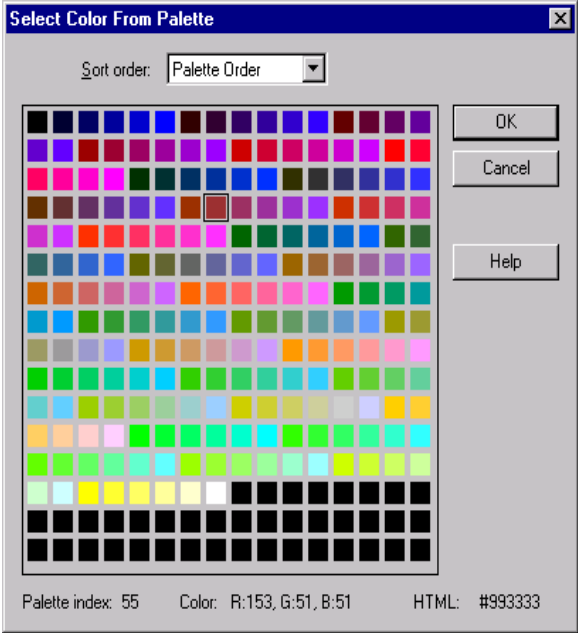 Select Color From Palette
Sort order: Palette Order
OK
Cancel
Help
Palette index: 55 Color: R:153, G:51, B:51 HTML: #993333